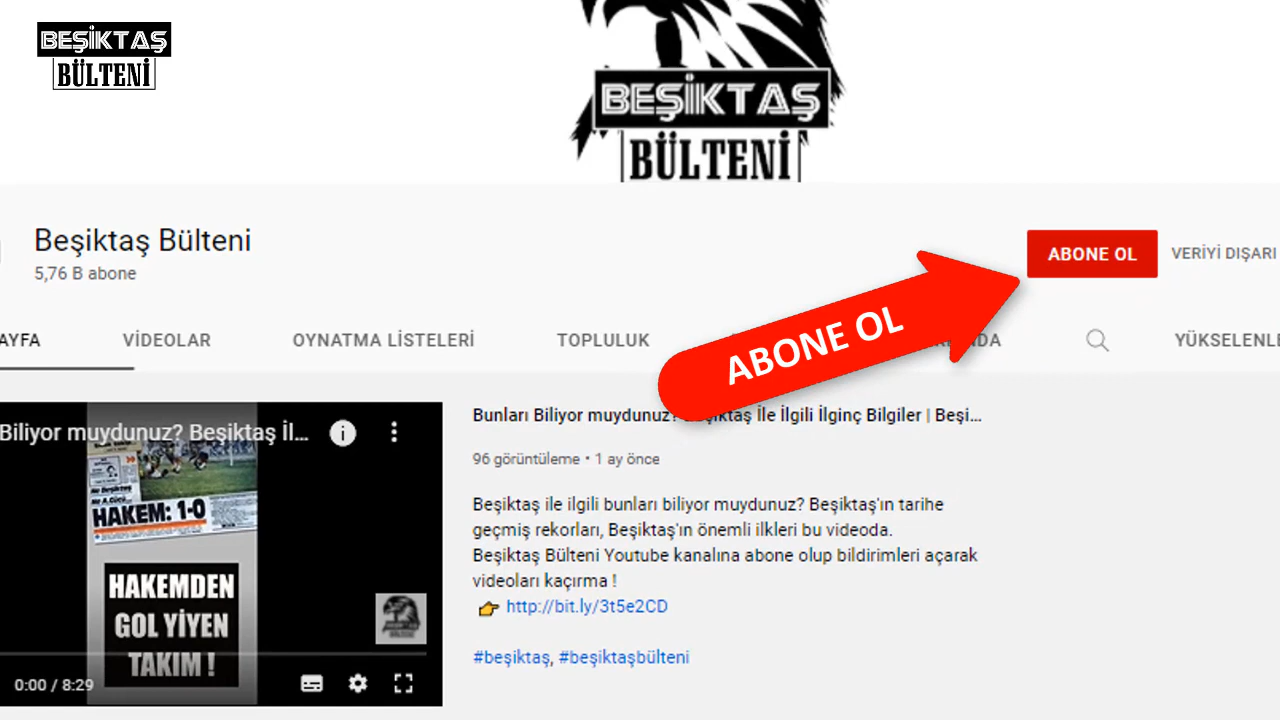 BEŞİKTAŞ
BÜLTENİ
BEŞİKTAŞ
BÜLTENİ
Beşiktaş Bülteni
5,76 B abone
ABONE OL
VERİYİ DIŞARI
ABONE OL
AYFA
VİDEOLAR
OYNATMA LİSTELERİ
TOPLULUK
YÜKSELENLE
Biliyor muydunuz? Beşiktaş İl...
HAKEM: 1-0
HAKEMDEN
GOL YİYEN
TAKIM !
0:00 / 8:29
Bunları Biliyor muydunuz? Beşiktaş İle İlgili İlginç Bilgiler | Beşi...
96 görüntüleme • 1 ay önce
Beşiktaş ile ilgili bunları biliyor muydunuz? Beşiktaş'ın tarihe
geçmiş rekorları, Beşiktaş'ın önemli ilkleri bu videoda.
Beşiktaş Bülteni Youtube kanalına abone olup bildirimleri açarak
videoları kaçırma !
👉 http://bit.ly/3t5e2CD
#beşiktaş, #beşiktaşbülteni